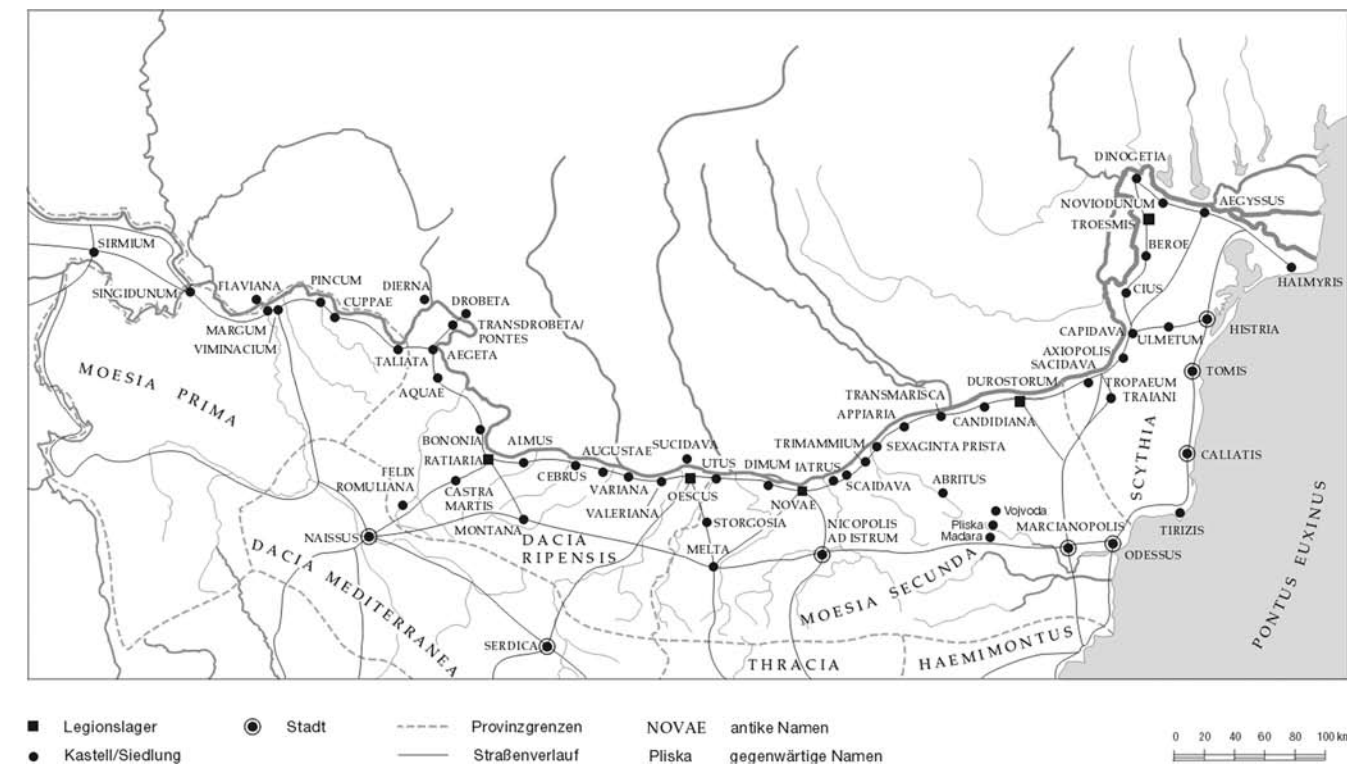 DINOGETIA
NOVIODUNUM
AEGYSSUS
TROESMIS
BEROE
HALMYRIS
CIUS
SIRMIUM
SINGIDUNUM
FLAVIANA
PINCUM
CUPPAE
DIERNA
DROBETA
TRANSDROBETA/
PONTES
MARGUM
VIMINACIUM
TALIATA
AEGETA
AQUAE
CAPIDAVA
ULMETUM
HISTRIA
AXIOPOLIS
SACIDAVA
TOMIS
TROPAEUM
TRAIANI
DUROSTORUM
CANDIDIANA
TRANSMARISCA
APPIARIA
MOESIA PRIMA
BONONIA
RATIARIA
AIMUS
CEBRUS
AUGUSTAE
VARIANA
VALERIANA
SUCIDAVA
UTUS
OESCUS
DIMUM
NOVAE
IATRUS
TRIMAMMIUM
SEXAGINTA PRISTA
SCAIDAVA
ABRITUS
SCYTHIA
CALLATIS
TIRIZIS
FELIX
ROMULIANA
CASTRA
MARTIS
MONTANA
NAISSUS
DACIA
RIPENSIS
STORGOSIA
MELTA
NICOPOLIS
AD ISTRUM
Vojvoda
Pliska
Madara
MARCIANOPOLIS
ODESSUS
DACIA MEDITERRANEA
SERDICA
MOESIA SECUNDA
THRACIA
HAEMIMONTUS
PONTUS EUXINUS
Legionslager
Stadt
Provinzgrenzen
NOVAE antike Namen
Kastell/Siedlung
Straßenverlauf
Pliska gegenwärtige Namen
0 20 40 60 80 100 km